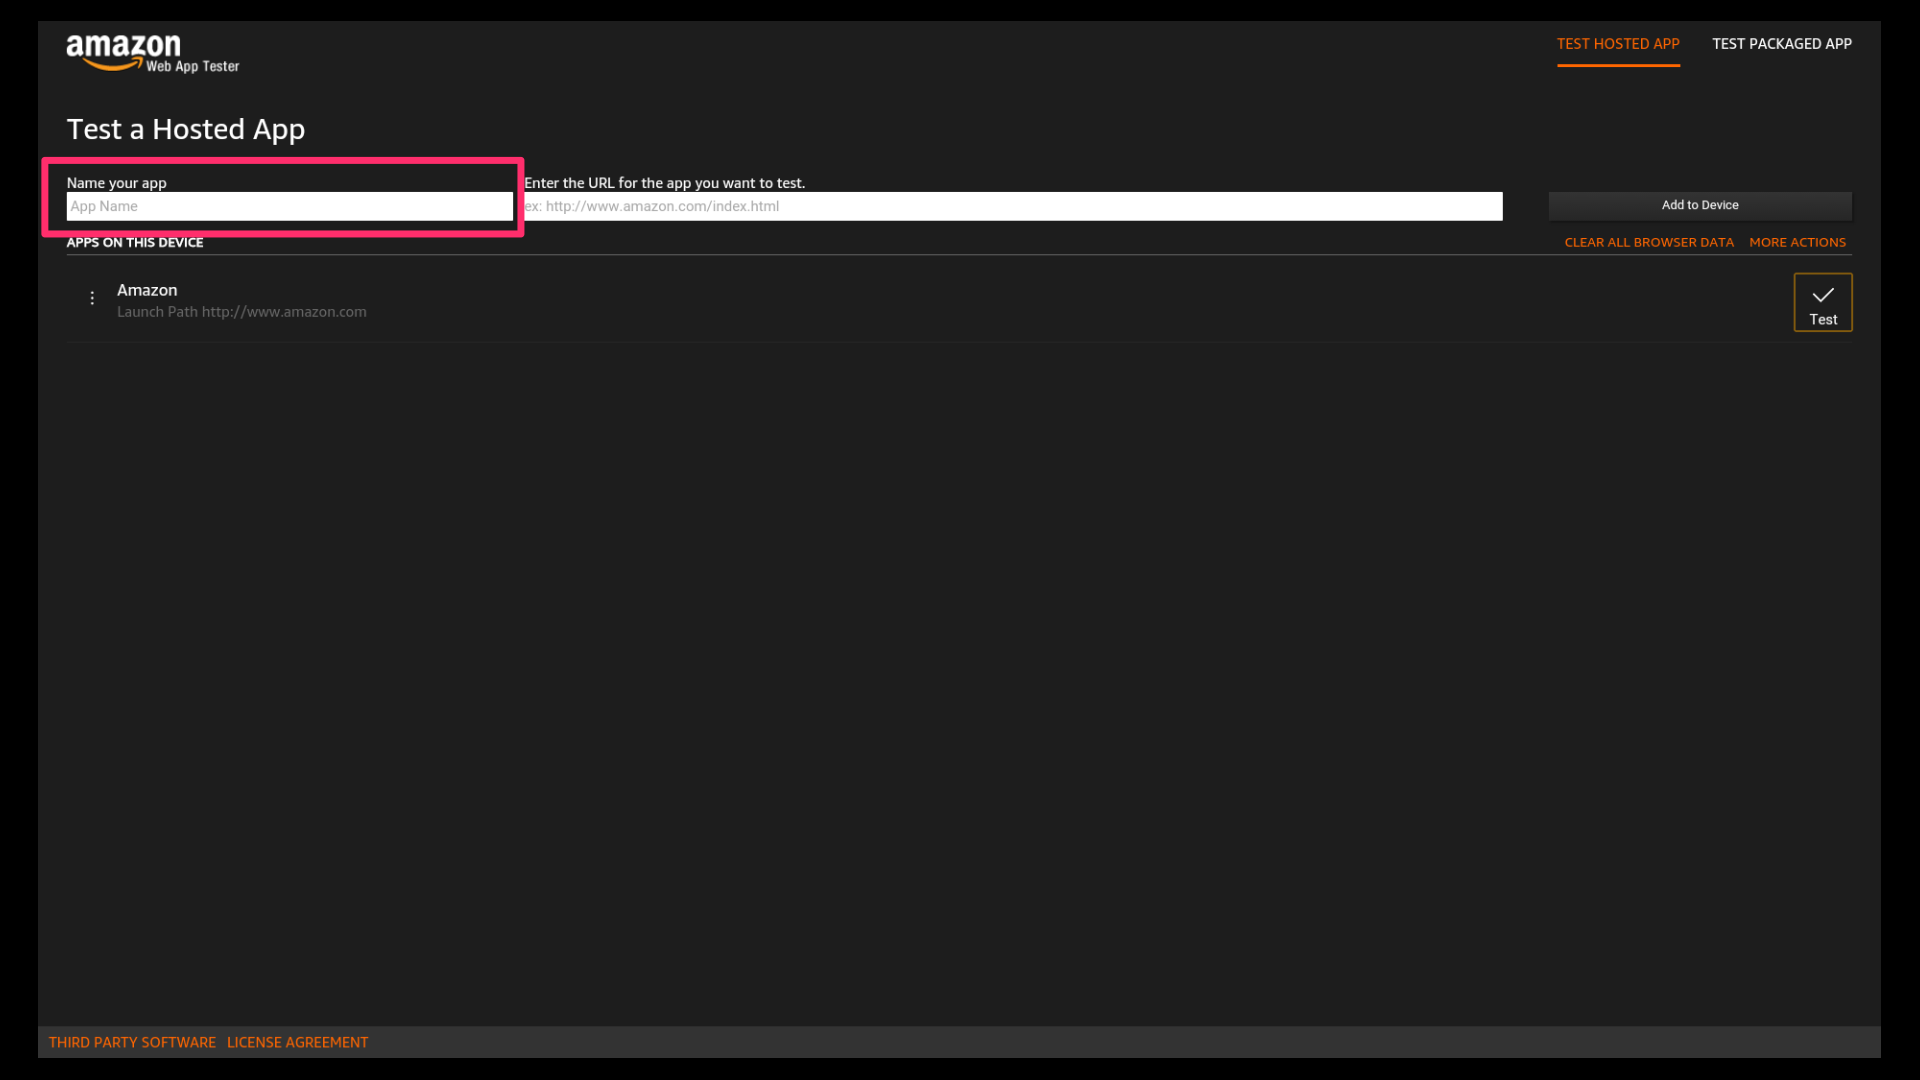 amazon
Web App Tester
TEST HOSTED APP
TEST PACKAGED APP
Test a Hosted App
Name your app
Enter the URL for the app you want to test.
App Name
ex: http://www.amazon.com/index.html
Add to Device
APPS ON THIS DEVICE
CLEAR ALL BROWSER DATA
MORE ACTIONS
Amazon
Launch Path http://www.amazon.com
Test
THIRD PARTY SOFTWARE
LICENSE AGREEMENT